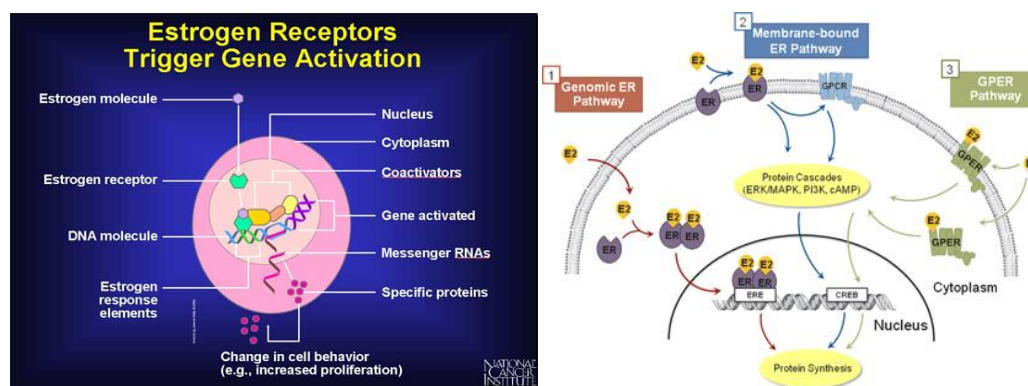 Estrogen Receptors
Trigger Gene Activation
Estrogen molecule
Estrogen receptor
DNA molecule
Estrogen
response
elements
Nucleus
Cytoplasm
Coactivators
Gene activated
Messenger RNAs
Specific proteins
Change in cell behavior
(e.g., increased proliferation)
NATIONAL
CANCER
INSTITUTE
1
Genomic ER
Pathway
2
Membrane-bound
ER Pathway
3
GPER
Pathway
E2
E2
ER
ER
GPCR
E2
GPER
E2
E2
ER
E2 E2
ER ER
Protein Cascades
(ERK/MAPK, PI3K, cAMP)
E2
GPER
Cytoplasm
E2 E2
ER ER
ERE
CREB
Nucleus
Protein Synthesis